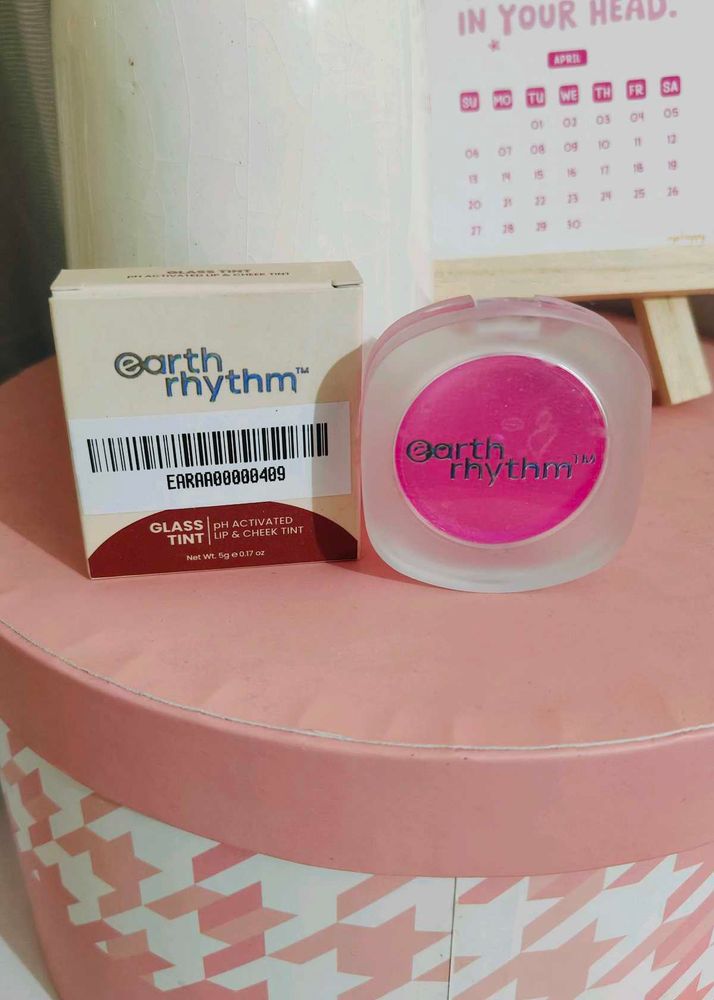 IN YOUR HEAD.
APRIL
SU MO TU WE TH FR SA
01 02 03 04 05
06 07 08 09 10 11 12
13 14 15 16 17 18 19
20 21 22 23 24 25 26
27 28 29 30
GLASS TINT
pH ACTIVATED LIP & CHEEK TINT
earth
rhythm™
EARAA00000409
GLASS TINT
pH ACTIVATED
LIP & CHEEK TINT
Net Wt. 5g e 0.17 oz
earth
rhythm™